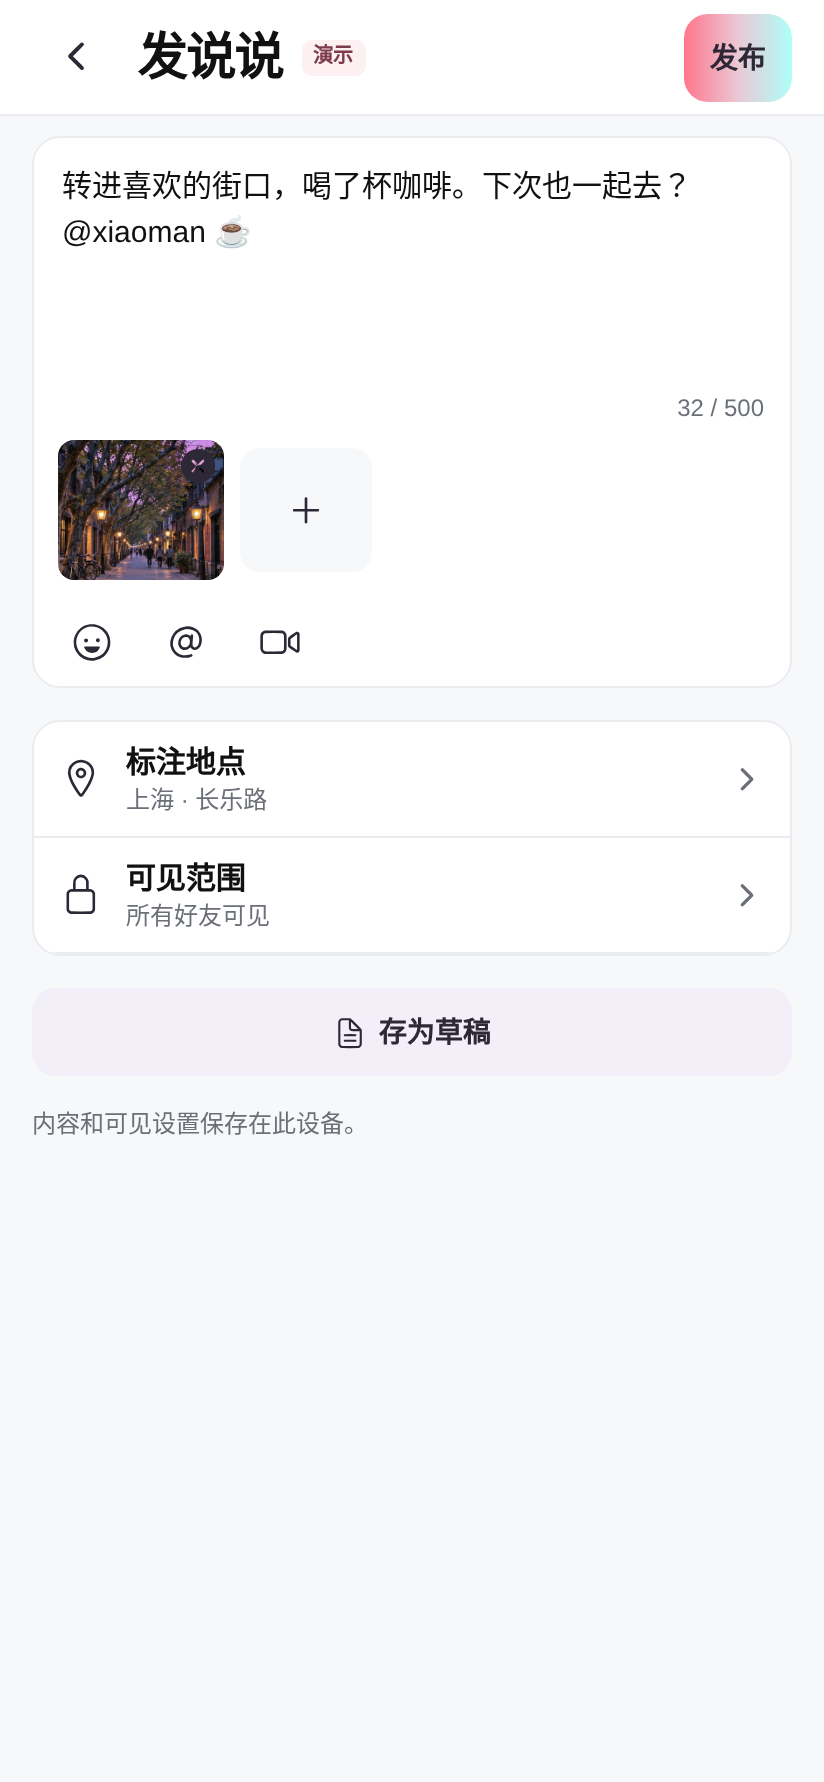 发说说 演示 发布
转进喜欢的街口，喝了杯咖啡。下次也一起去？
@xiaoman ☕
32 / 500
标注地点
上海 · 长乐路
可见范围
所有好友可见
存为草稿
内容和可见设置保存在此设备。